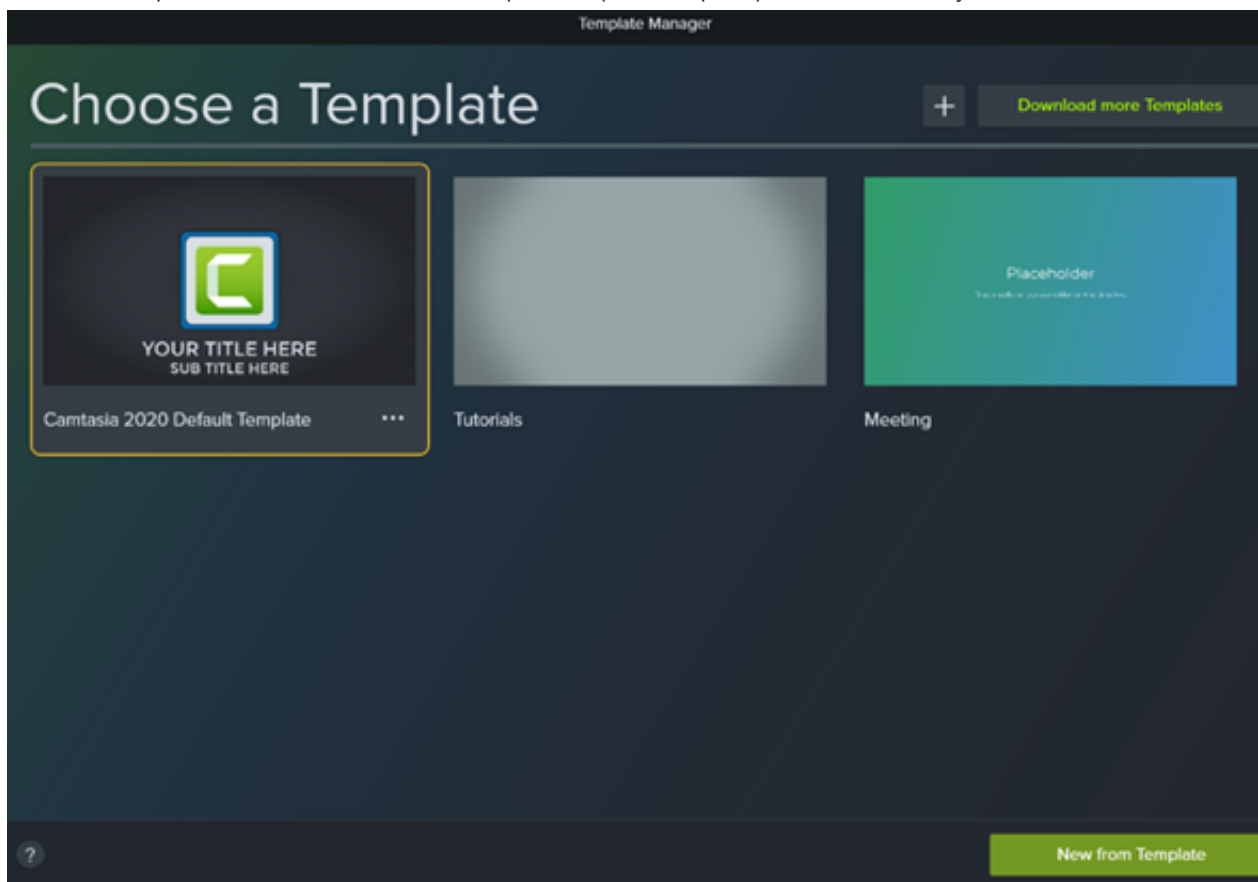 Template Manager
Choose a Template
+
Download more Templates
YOUR TITLE HERE
SUB TITLE HERE
Placeholder
Camtasia 2020 Default Template
...
Tutorials
Meeting
?
New from Template